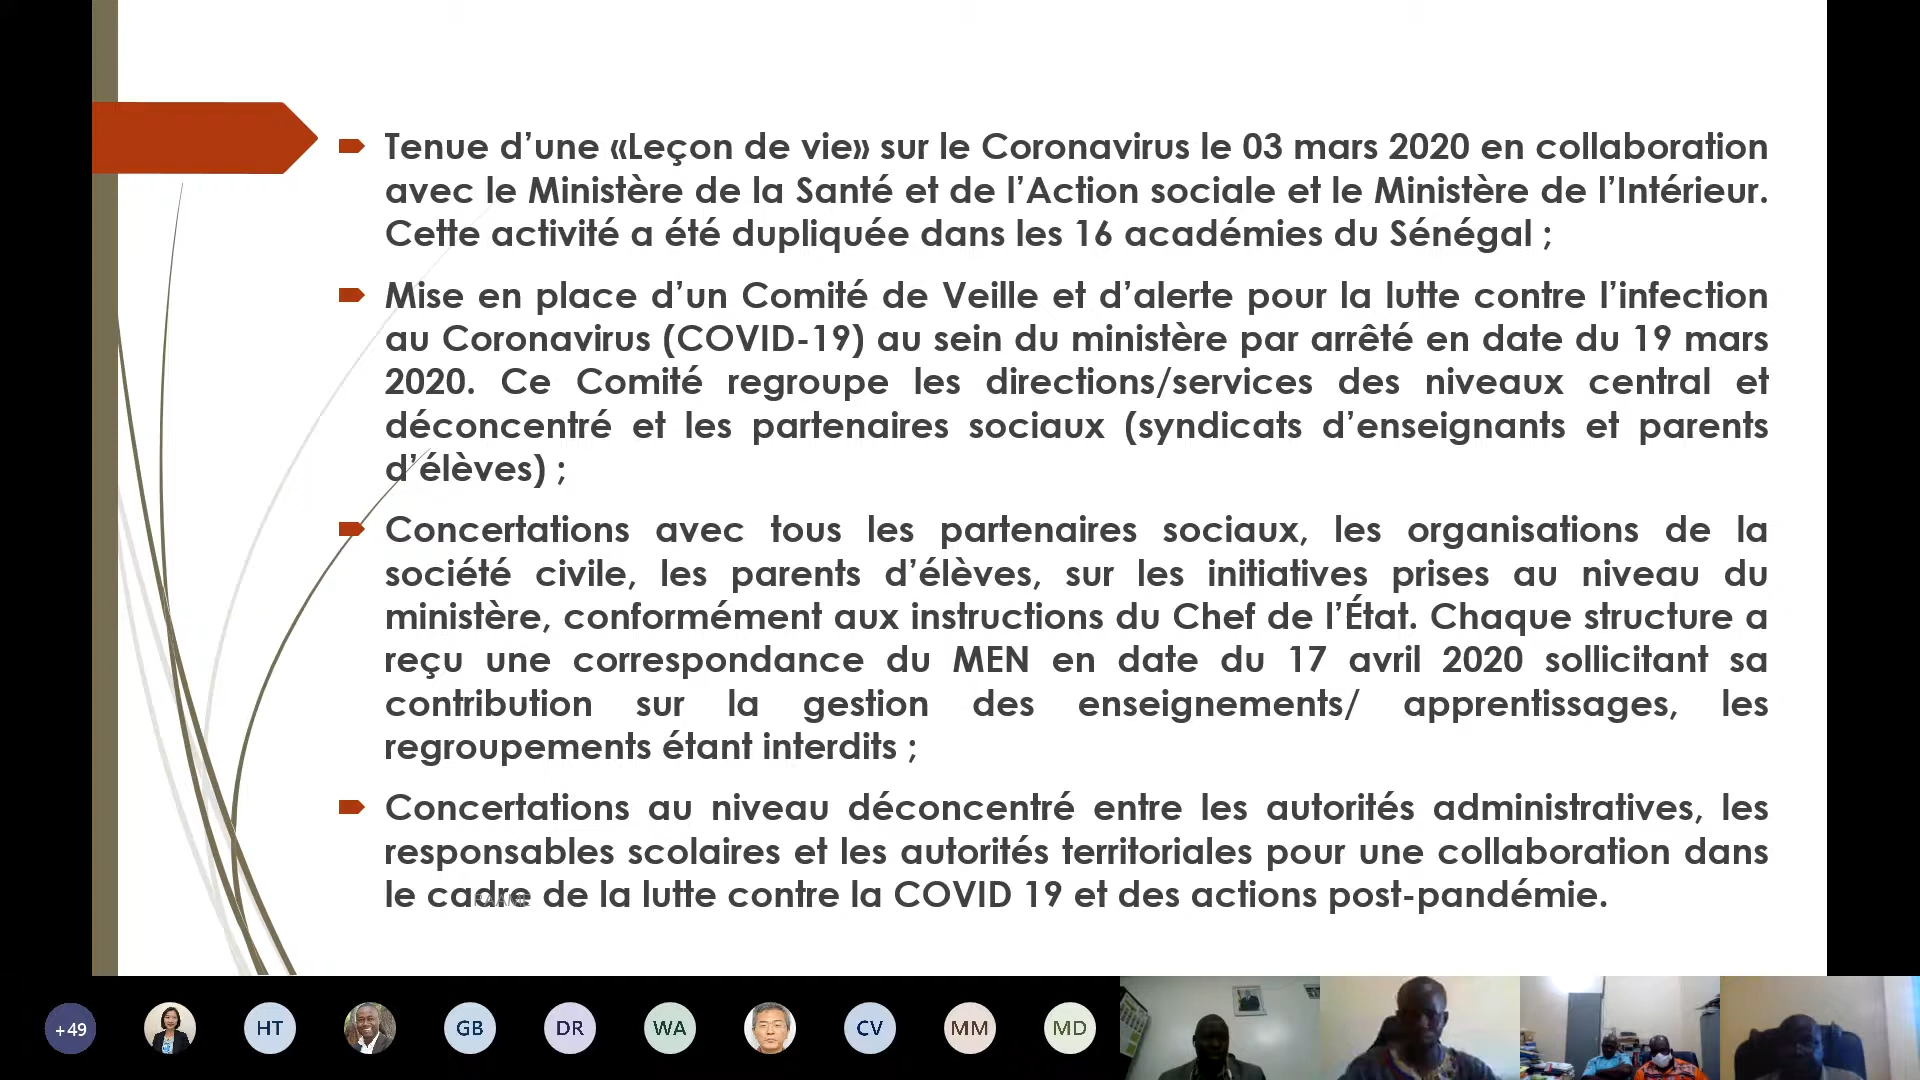 Tenue d’une «Leçon de vie» sur le Coronavirus le 03 mars 2020 en collaboration
avec le Ministère de la Santé et de l’Action sociale et le Ministère de l’Intérieur.
Cette activité a été dupliquée dans les 16 académies du Sénégal ;
Mise en place d’un Comité de Veille et d’alerte pour la lutte contre l’infection
au Coronavirus (COVID-19) au sein du ministère par arrêté en date du 19 mars
2020. Ce Comité regroupe les directions/services des niveaux central et
déconcentré et les partenaires sociaux (syndicats d’enseignants et parents
d’élèves) ;
Concertations avec tous les partenaires sociaux, les organisations de la
société civile, les parents d’élèves, sur les initiatives prises au niveau du
ministère, conformément aux instructions du Chef de l’État. Chaque structure a
reçu une correspondance du MEN en date du 17 avril 2020 sollicitant sa
contribution sur la gestion des enseignements/ apprentissages, les
regroupements étant interdits ;
Concertations au niveau déconcentré entre les autorités administratives, les
responsables scolaires et les autorités territoriales pour une collaboration dans
le cadre de la lutte contre la COVID 19 et des actions post-pandémie.
+49
HT
GB
DR
WA
CV
MM
MD